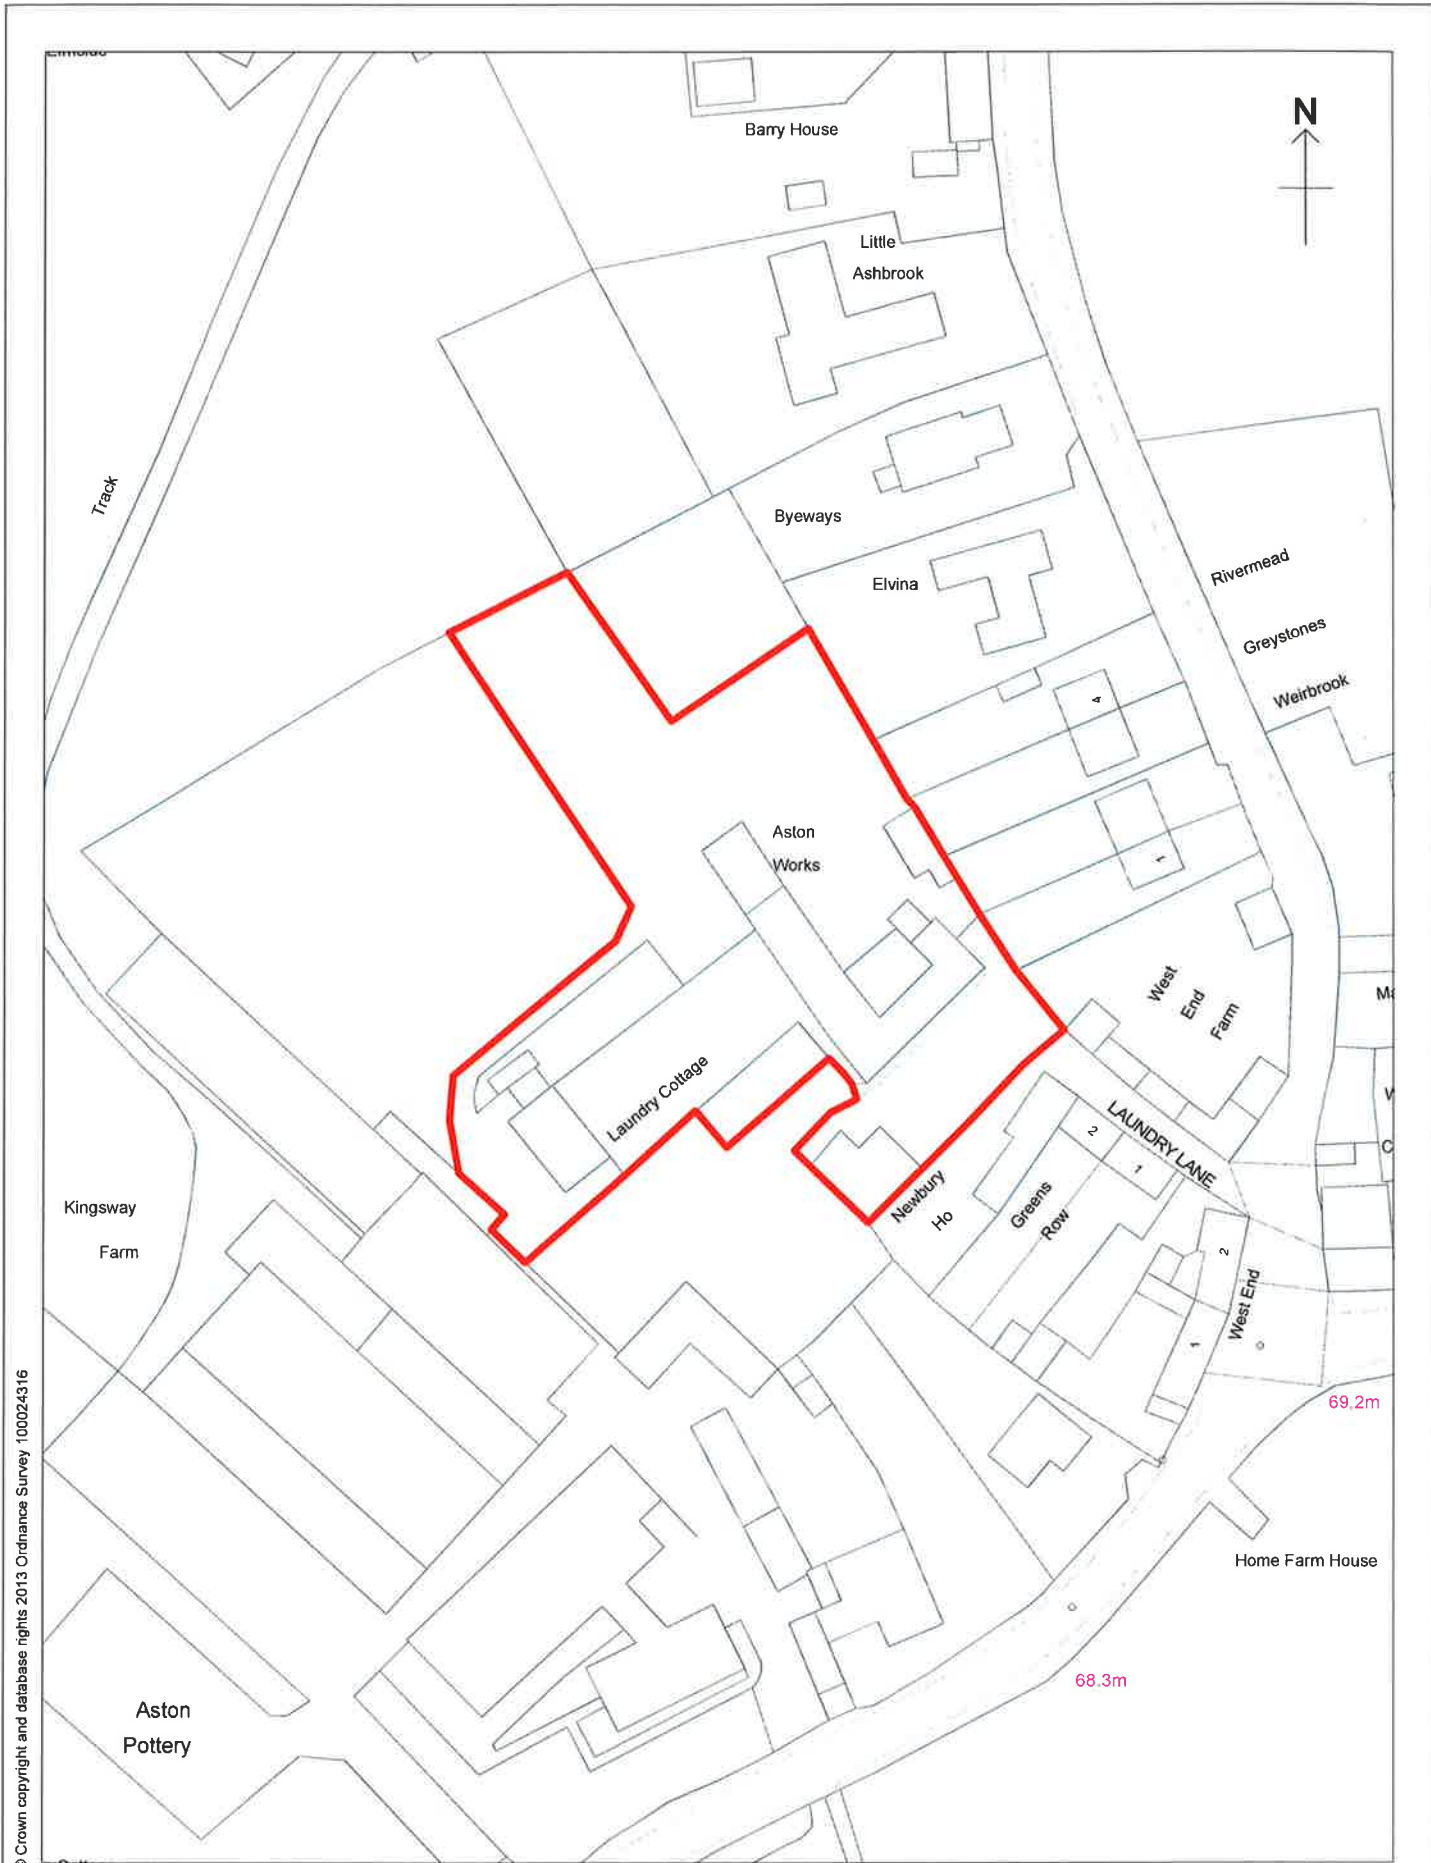 N
Barry House
Little
Ashbrook
Track
Byeways
Elvina
Rivermead
Greystones
Weirbrook
4
Aston
Works
1
West
End
Farm
Laundry Cottage
LAUNDRY LANE
2
1
Greens
Row
Newbury
Ho
Kingsway
Farm
2
West End
1
69.2m
Home Farm House
68.3m
Aston
Pottery
Crown copyright and database rights 2013 Ordnance Survey 100024316